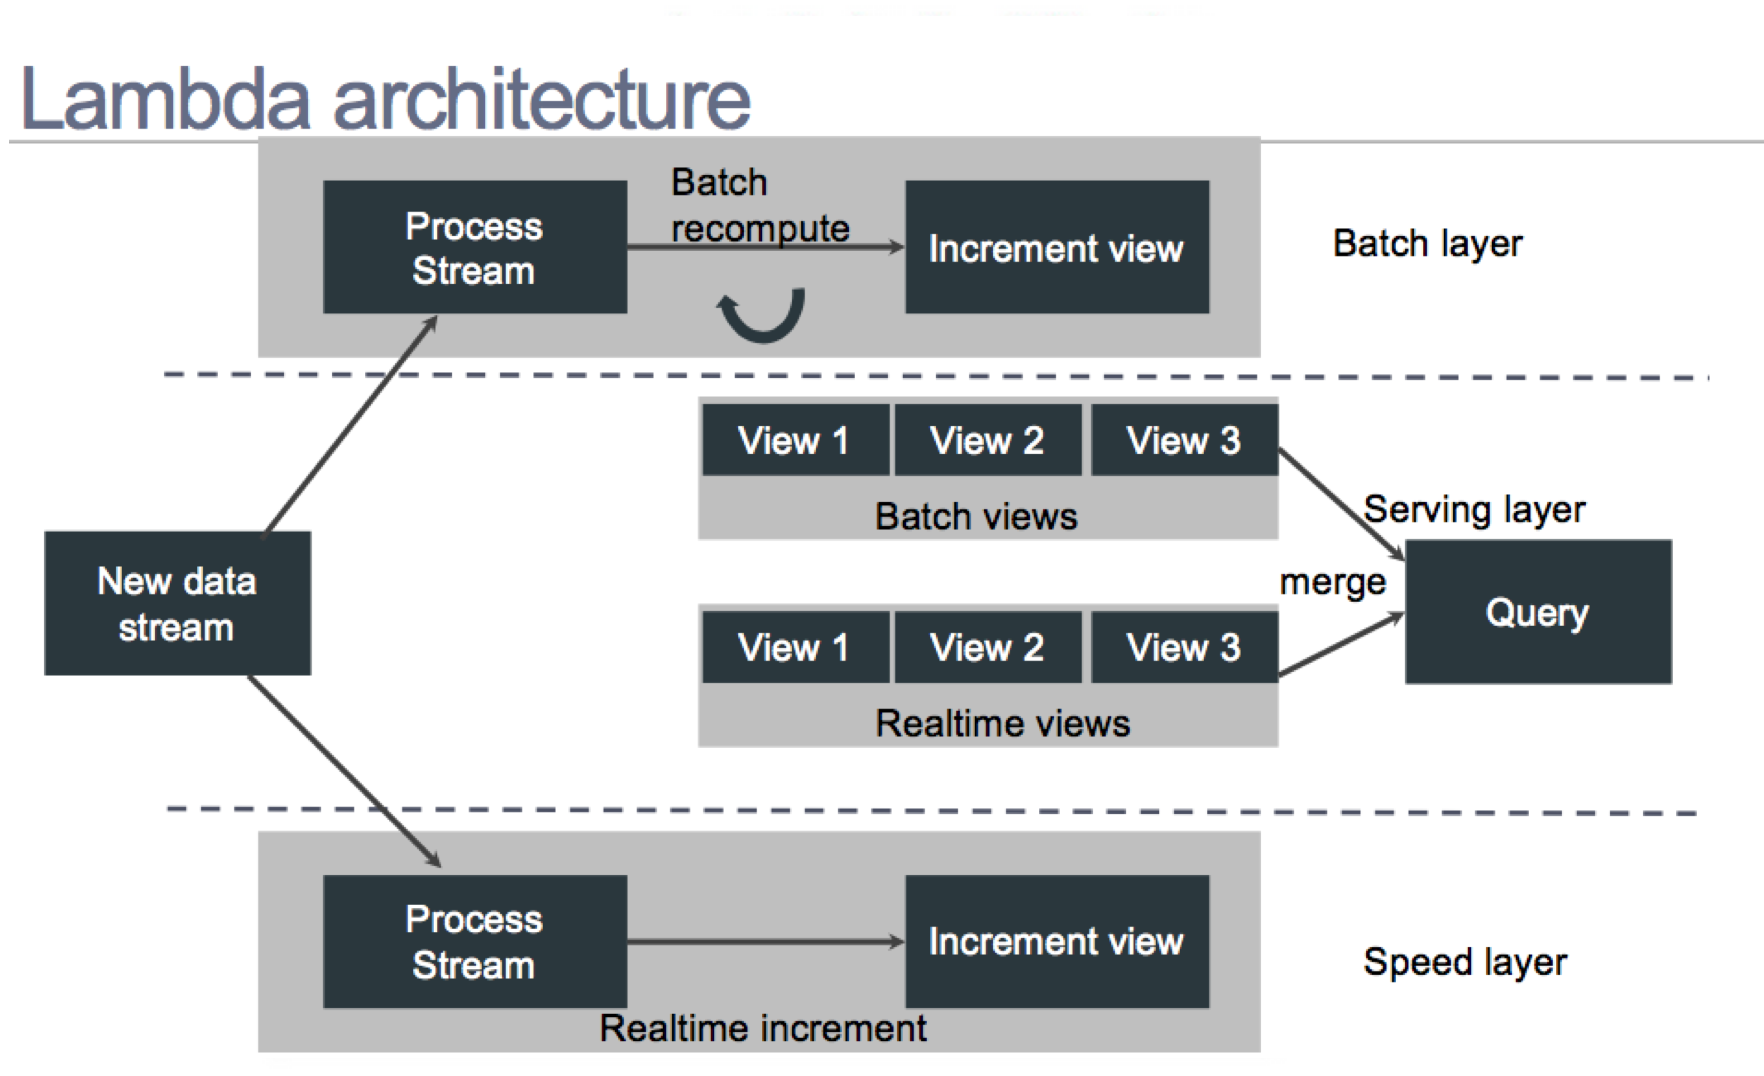 Lambda architecture
Batch
recompute
Process
Stream
Increment view
Batch layer
View 1
View 2
View 3
Batch views
Serving layer
New data
stream
merge
Query
View 1
View 2
View 3
Realtime views
Process
Stream
Increment view
Speed layer
Realtime increment